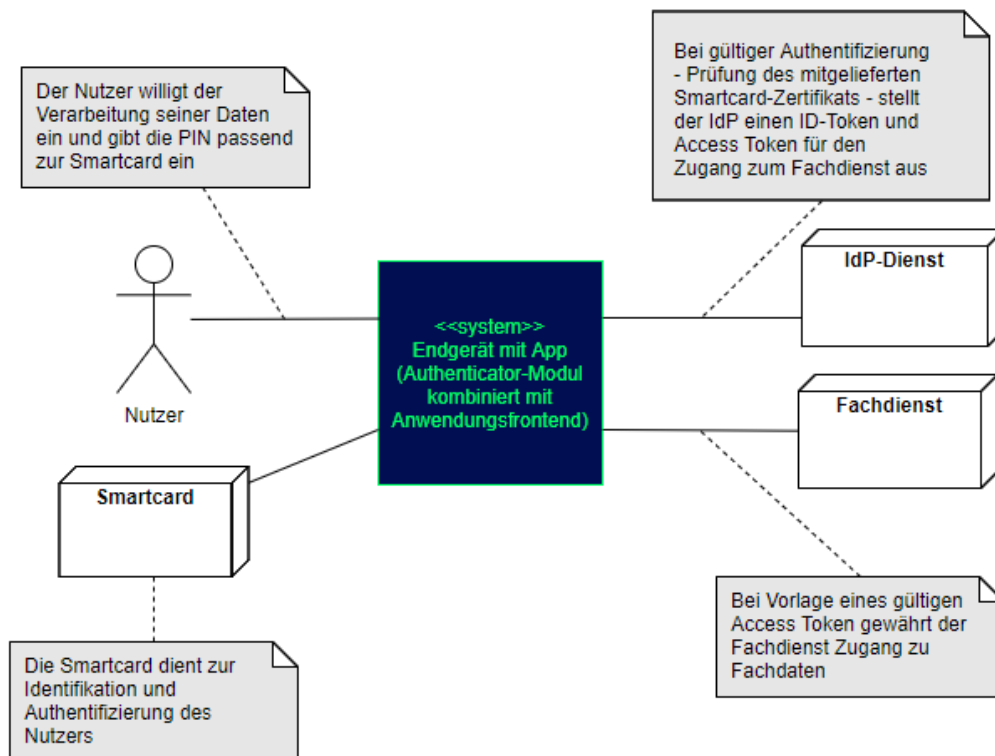 Der Nutzer willigt der
Verarbeitung seiner Daten
ein und gibt die PIN passend
zur Smartcard ein
Bei gültiger Authentifizierung
- Prüfung des mitgelieferten
Smartcard-Zertifikats - stellt
der IdP einen ID-Token und
Access Token für den
Zugang zum Fachdienst aus
IdP-Dienst
<<system>>
Endgerät mit App
(Authenticator-Modul
kombiniert mit
Anwendungsfrontend)
Nutzer
Fachdienst
Smartcard
Bei Vorlage eines gültigen
Access Token gewährt der
Fachdienst Zugang zu
Fachdaten
Die Smartcard dient zur
Identifikation und
Authentifizierung des
Nutzers